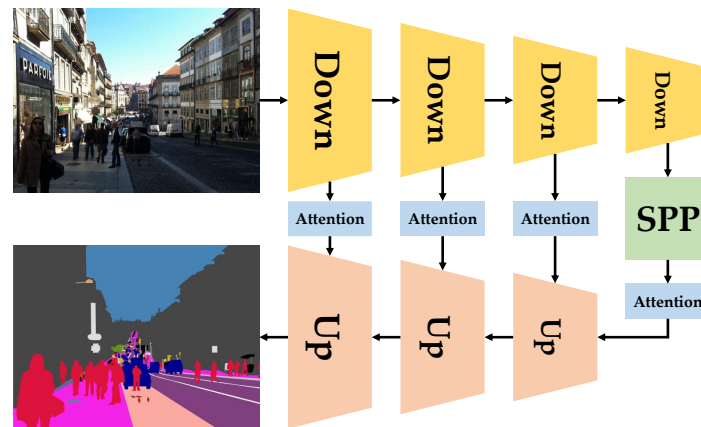 PARFOIS
Down
Down
Down
Down
Attention
Attention
Attention
SPP
Attention
Up
Up
Up